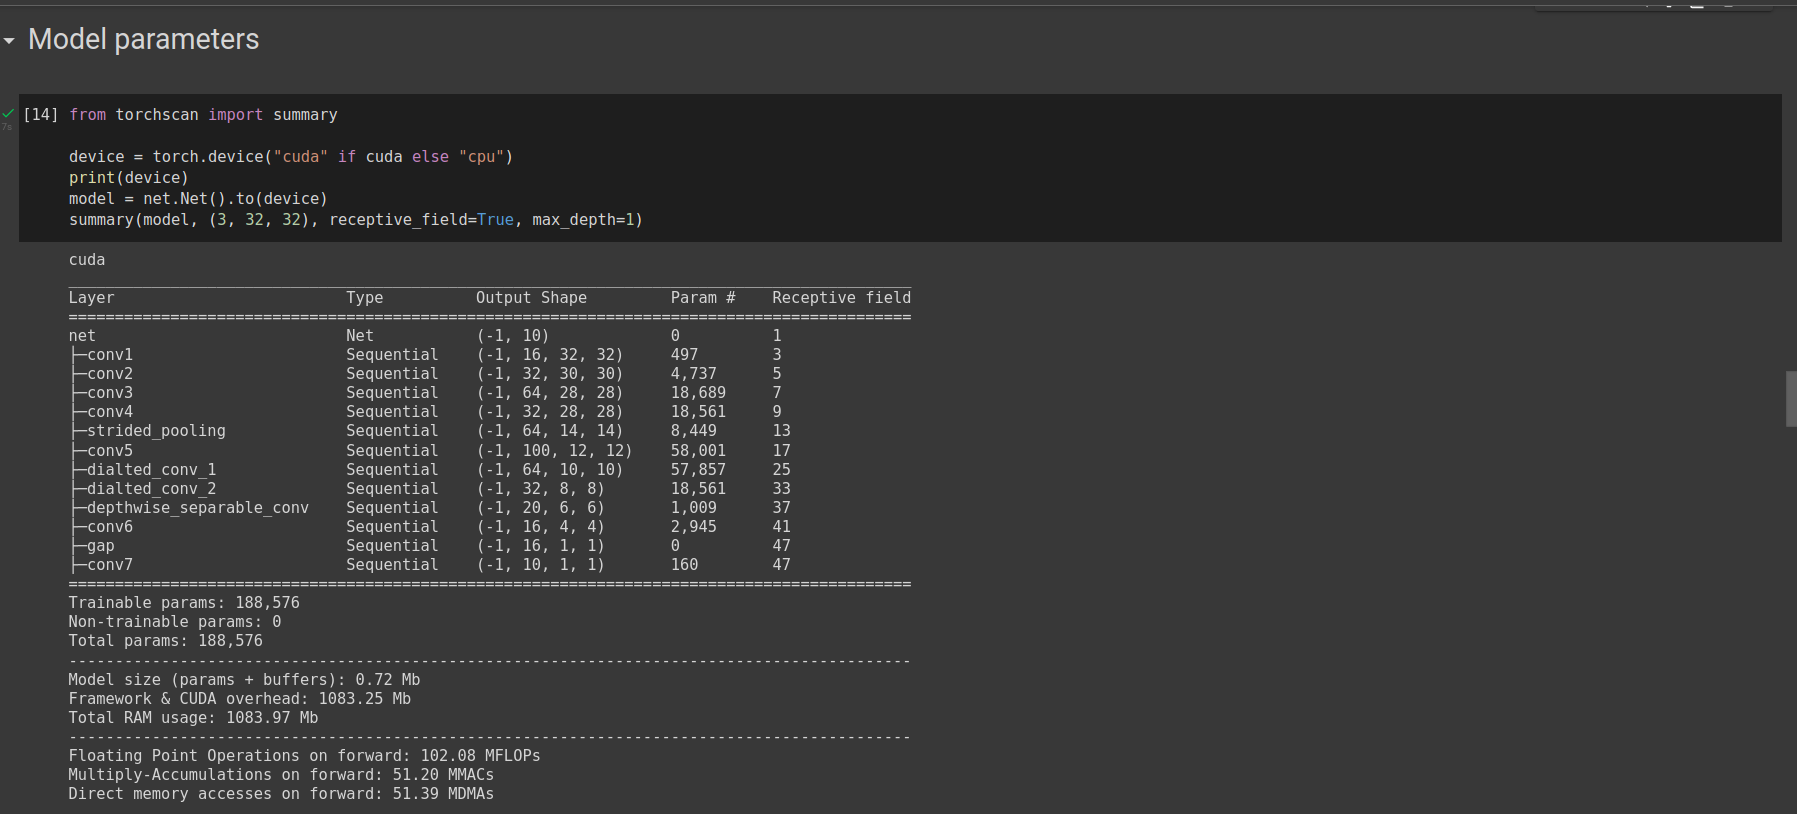 Model parameters
[14] from torchscan import summary
7s
device = torch.device("cuda" if cuda else "cpu")
print(device)
model = net.Net().to(device)
summary(model, (3, 32, 32), receptive_field=True, max_depth=1)
cuda
__________________________________________________________________________________________
Layer                         Type          Output Shape         Param #    Receptive field
===========================================================================================
net                           Net           (-1, 10)             0          1
├─conv1                       Sequential    (-1, 16, 32, 32)     497        3
├─conv2                       Sequential    (-1, 32, 30, 30)     4,737      5
├─conv3                       Sequential    (-1, 64, 28, 28)     18,689     7
├─conv4                       Sequential    (-1, 32, 28, 28)     18,561     9
├─strided_pooling             Sequential    (-1, 64, 14, 14)     8,449      13
├─conv5                       Sequential    (-1, 100, 12, 12)    58,001     17
├─dialted_conv_1              Sequential    (-1, 64, 10, 10)     57,857     25
├─dialted_conv_2              Sequential    (-1, 32, 8, 8)       18,561     33
├─depthwise_separable_conv    Sequential    (-1, 20, 6, 6)       1,009      37
├─conv6                       Sequential    (-1, 16, 4, 4)       2,945      41
├─gap                         Sequential    (-1, 16, 1, 1)       0          47
├─conv7                       Sequential    (-1, 10, 1, 1)       160        47
===========================================================================================
Trainable params: 188,576
Non-trainable params: 0
Total params: 188,576
-------------------------------------------------------------------------------------------
Model size (params + buffers): 0.72 Mb
Framework & CUDA overhead: 1083.25 Mb
Total RAM usage: 1083.97 Mb
-------------------------------------------------------------------------------------------
Floating Point Operations on forward: 102.08 MFLOPs
Multiply-Accumulations on forward: 51.20 MMACs
Direct memory accesses on forward: 51.39 MDMAs